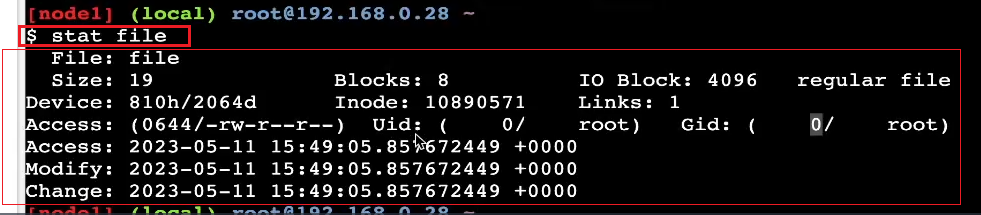 [node1] (local) root@192.168.0.28 ~
$ stat file
  File: file
  Size: 19              Blocks: 8          IO Block: 4096   regular file
Device: 810h/2064d      Inode: 10890571    Links: 1
Access: (0644/-rw-r--r--)  Uid: (    0/    root)   Gid: (    0/    root)
Access: 2023-05-11 15:49:05.857672449 +0000
Modify: 2023-05-11 15:49:05.857672449 +0000
Change: 2023-05-11 15:49:05.857672449 +0000
[node1] (local) root@192.168.0.28 ~